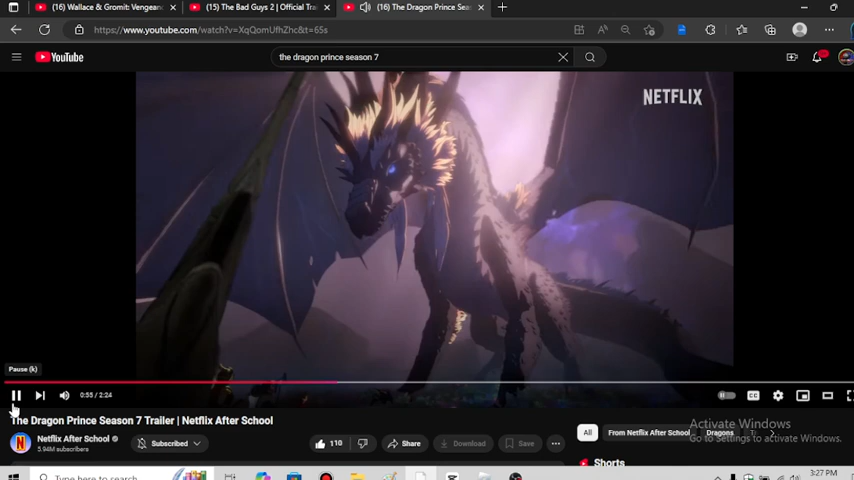 (16) Wallace & Gromit: Vengean
(15) The Bad Guys 2 | Official Trai
(16) The Dragon Prince Sea
https://www.youtube.com/watch?v=XqQomUfhZhc&t=65s
YouTube
the dragon prince season 7
NETFLIX
Pause (k)
0:55 / 2:24
CC
The Dragon Prince Season 7 Trailer | Netflix After School
Netflix After School
5.94M subscribers
Subscribed
110
Share
Download
Save
All
From Netflix After School
Dragons
Activate Windows
Go to Settings to activate Windows.
Shorts
Type here to search
3:27 PM